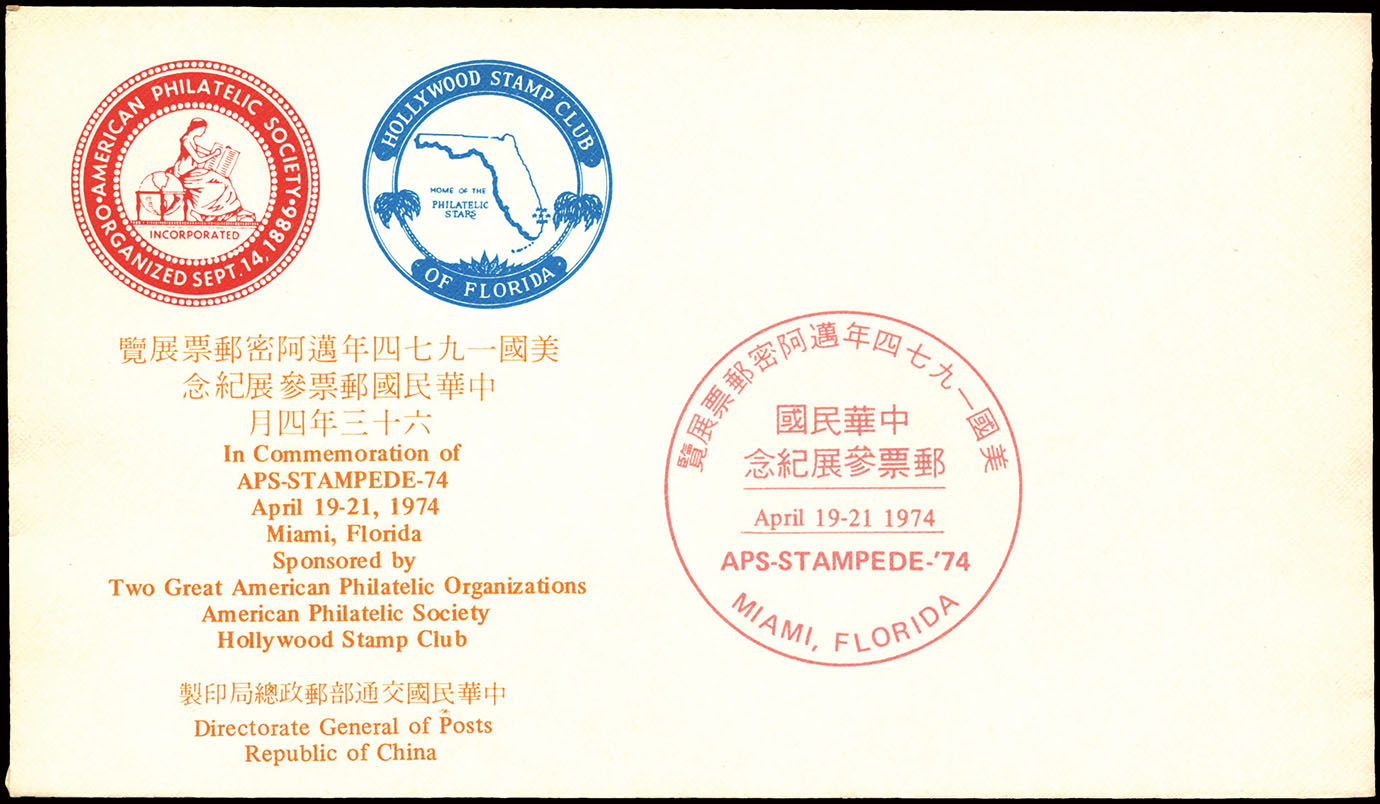 AMERICAN PHILATELIC SOCIETY
ORGANIZED SEPT. 14, 1886
INCORPORATED
HOLLYWOOD STAMP CLUB
HOME OF THE
PHILATELIC
STARS
OF FLORIDA
美國一九七四年邁阿密郵票展覽
中華民國郵票參展紀念
六十三年四月
In Commemoration of
APS-STAMPEDE-74
April 19-21, 1974
Miami, Florida
Sponsored by
Two Great American Philatelic Organizations
American Philatelic Society
Hollywood Stamp Club
中華民國交通部郵政總局印製
Directorate General of Posts
Republic of China
美國一九七四年邁阿密郵票展覽
中華民國
郵票參展紀念
April 19-21 1974
APS-STAMPEDE-'74
MIAMI, FLORIDA